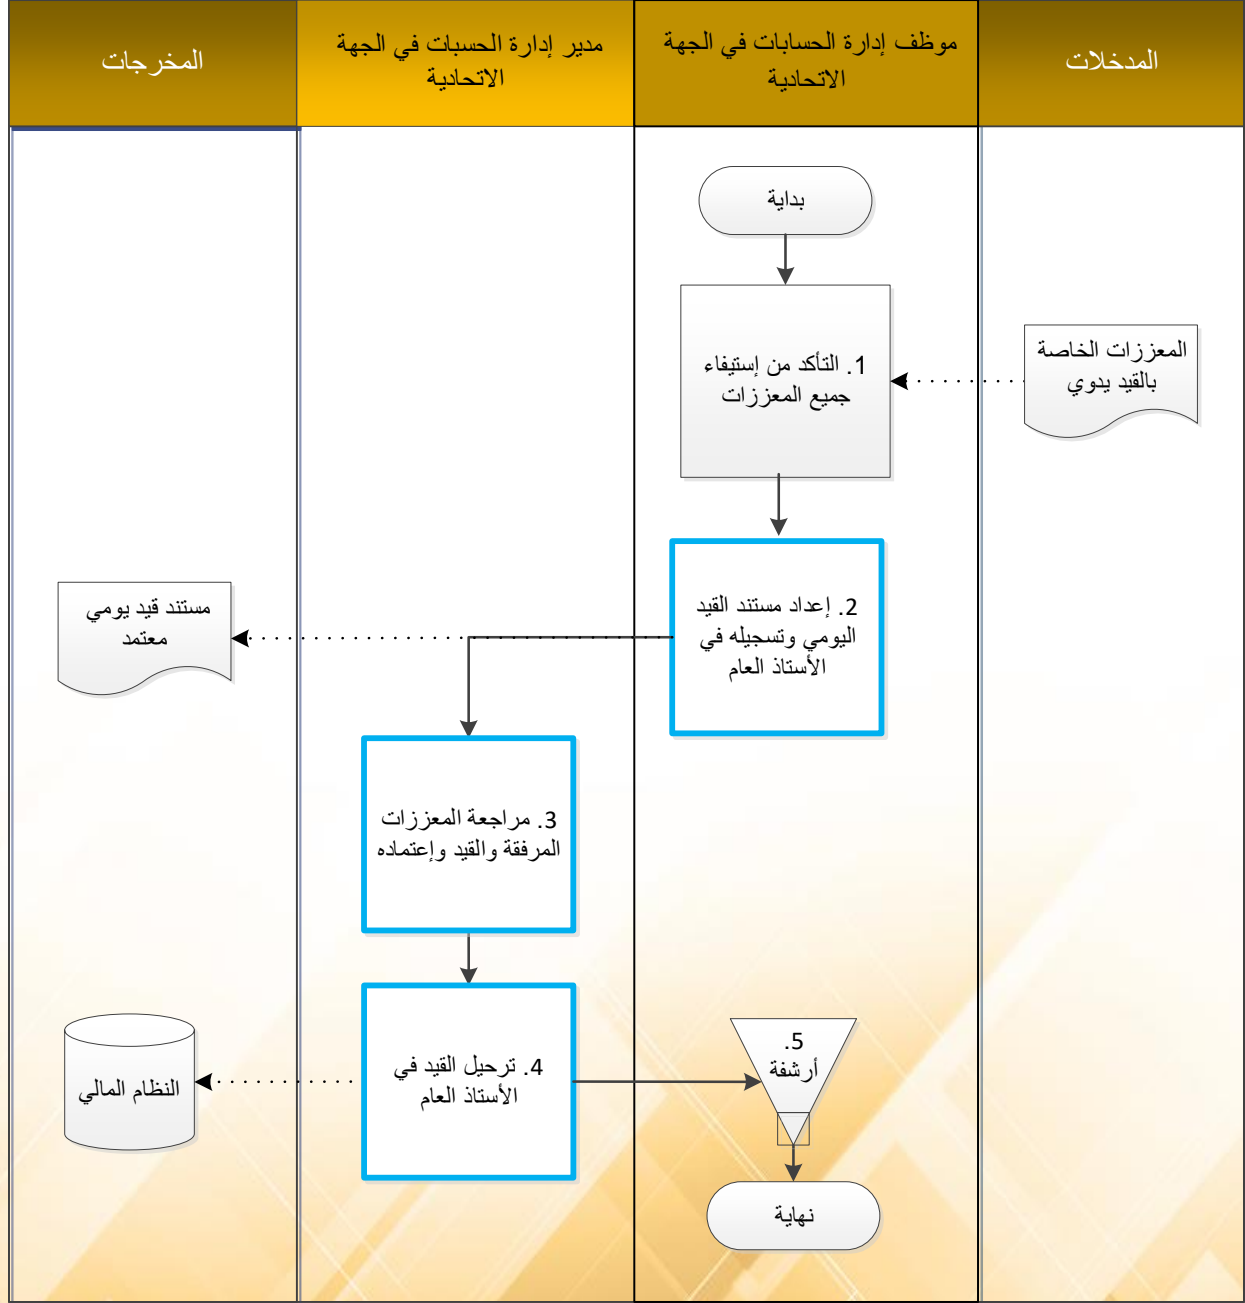 المدخلات
موظف إدارة الحسابات في الجهة
الاتحادية
مدير إدارة الحسبات في الجهة
الاتحادية
المخرجات
بداية
المعززات الخاصة
بالقيد يدوي
1. التأكد من إستيفاء
جميع المعززات
2. إعداد مستند القيد
اليومي وتسجيله في
الأستاذ العام
مستند قيد يومي
معتمد
3. مراجعة المعززات
المرفقة والقيد وإعتماده
4. ترحيل القيد في
الأستاذ العام
النظام المالي
5.
أرشفة
نهاية